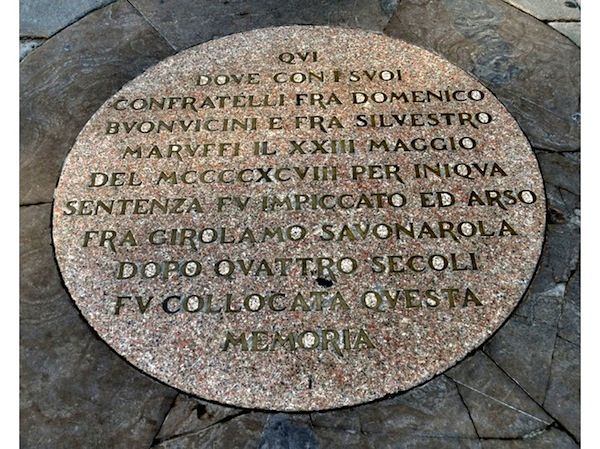 QVI
DOVE CON I SVOI
CONFRATELLI FRA DOMENICO
BVONVICINI E FRA SILVESTRO
MARVFFI IL XXIII MAGGIO
DEL MCCCCXCVIII PER INIQVA
SENTENZA FV IMPICCATO ED ARSO
FRA GIROLAMO SAVONAROLA
DOPO QVATTRO SECOLI
FV COLLOCATA QVESTA
MEMORIA